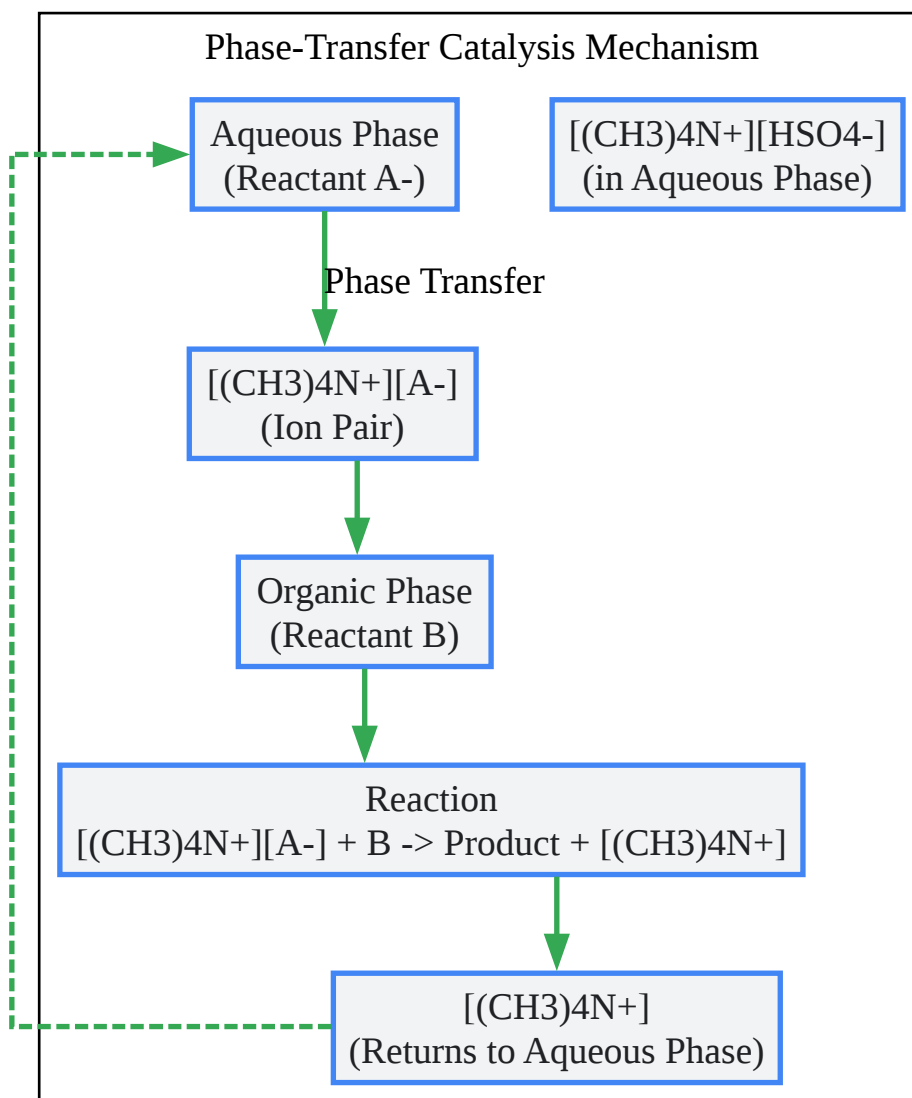 Phase-Transfer Catalysis Mechanism
Aqueous Phase
(Reactant A-)
[(CH3)4N+][HSO4-]
(in Aqueous Phase)
Phase Transfer
[(CH3)4N+][A-]
(Ion Pair)
Organic Phase
(Reactant B)
Reaction
[(CH3)4N+][A-] + B -> Product + [(CH3)4N+]
[(CH3)4N+]
(Returns to Aqueous Phase)